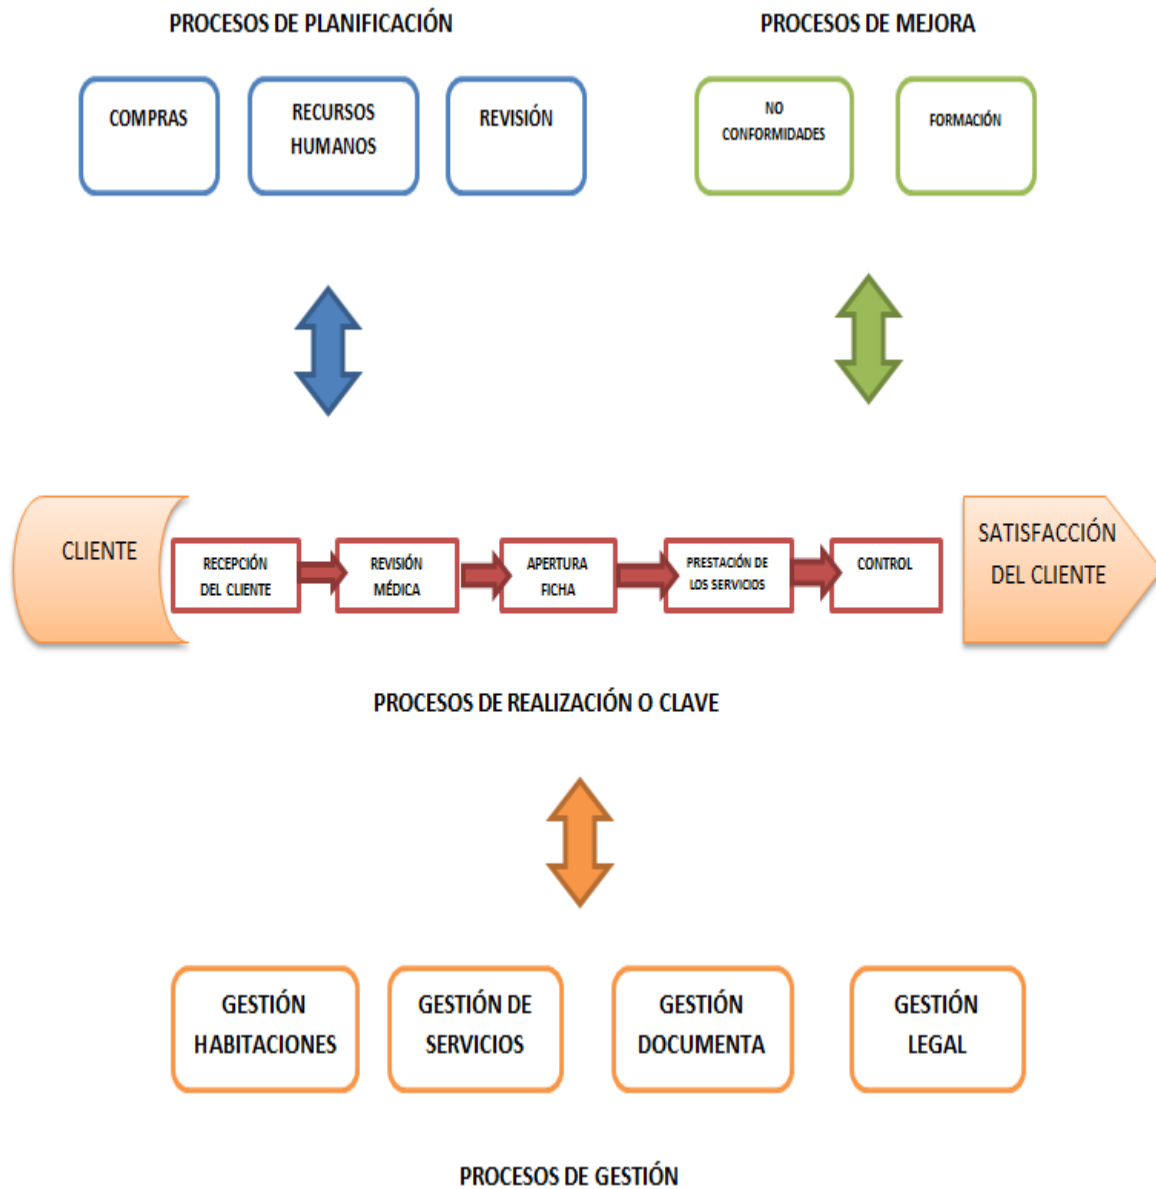 PROCESOS DE PLANIFICACIÓN
PROCESOS DE MEJORA
COMPRAS
RECURSOS
HUMANOS
REVISIÓN
NO
CONFORMIDADES
FORMACIÓN
CLIENTE
RECEPCIÓN
DEL CLIENTE
REVISIÓN
MÉDICA
APERTURA
FICHA
PRESTACIÓN DE
LOS SERVICIOS
CONTROL
SATISFACCIÓN
DEL CLIENTE
PROCESOS DE REALIZACIÓN O CLAVE
GESTIÓN
HABITACIONES
GESTIÓN DE
SERVICIOS
GESTIÓN
DOCUMENTA
GESTIÓN
LEGAL
PROCESOS DE GESTIÓN